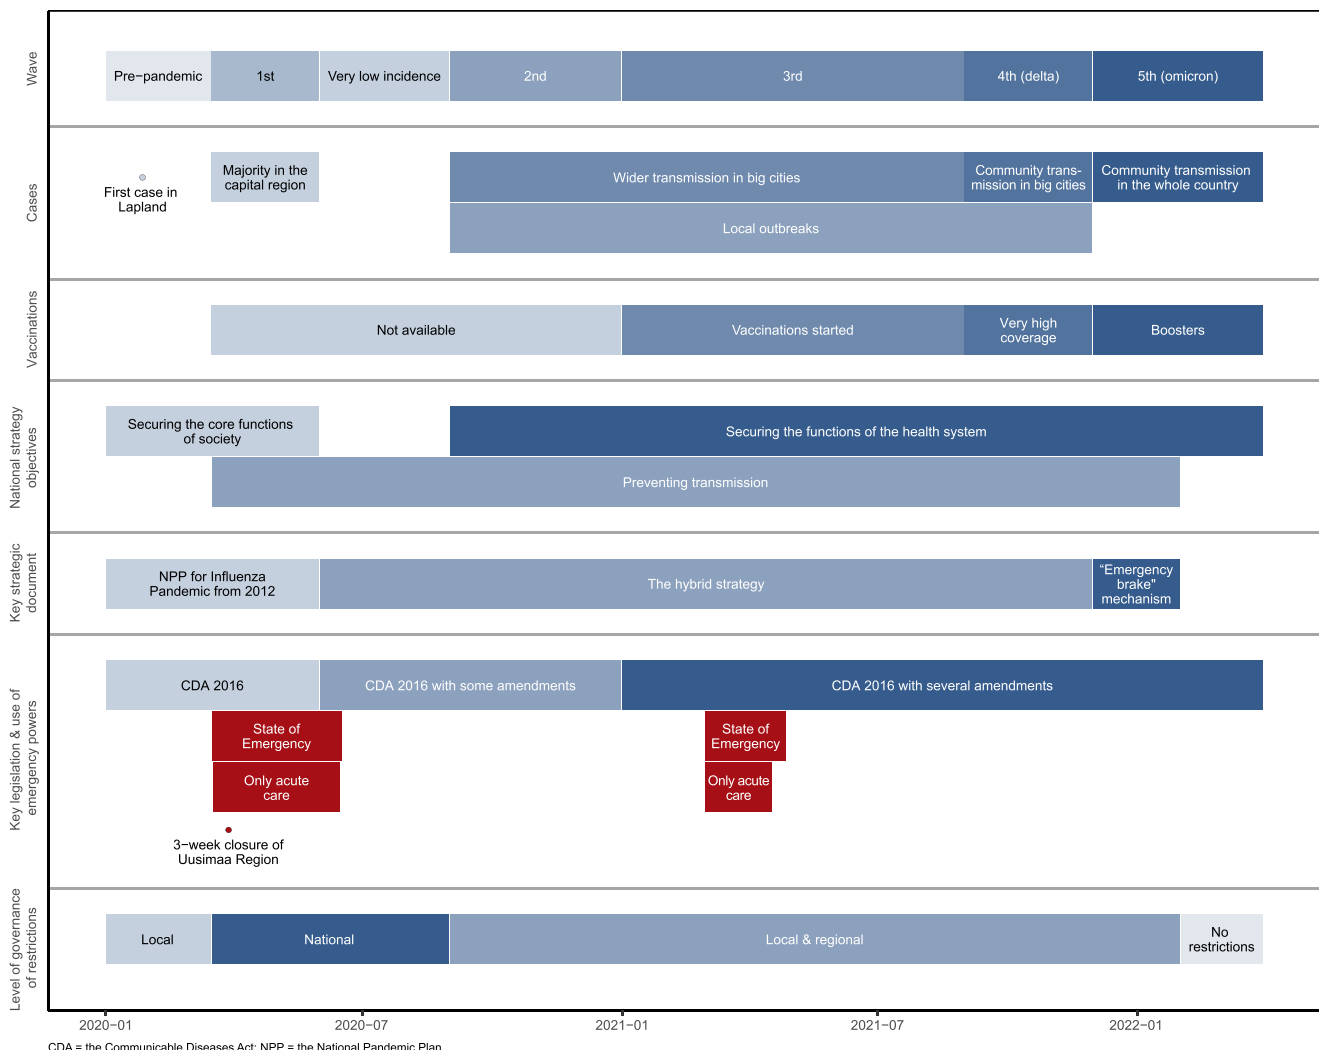 Wave
Pre−pandemic
1st
Very low incidence
2nd
3rd
4th (delta)
5th (omicron)
Cases
First case in
Lapland
Majority in the
capital region
Wider transmission in big cities
Community trans-
mission in big cities
Community transmission
in the whole country
Local outbreaks
Vaccinations
Not available
Vaccinations started
Very high
coverage
Boosters
National strategy
objectives
Securing the core functions
of society
Securing the functions of the health system
Preventing transmission
Key strategic
document
NPP for Influenza
Pandemic from 2012
The hybrid strategy
“Emergency
brake"
mechanism
Key legislation & use of
emergency powers
CDA 2016
CDA 2016 with some amendments
CDA 2016 with several amendments
State of
Emergency
State of
Emergency
Only acute
care
Only acute
care
3−week closure of
Uusimaa Region
Level of governance
of restrictions
Local
National
Local & regional
No
restrictions
2020−01
2020−07
2021−01
2021−07
2022−01
CDA = the Communicable Diseases Act; NPP = the National Pandemic Plan